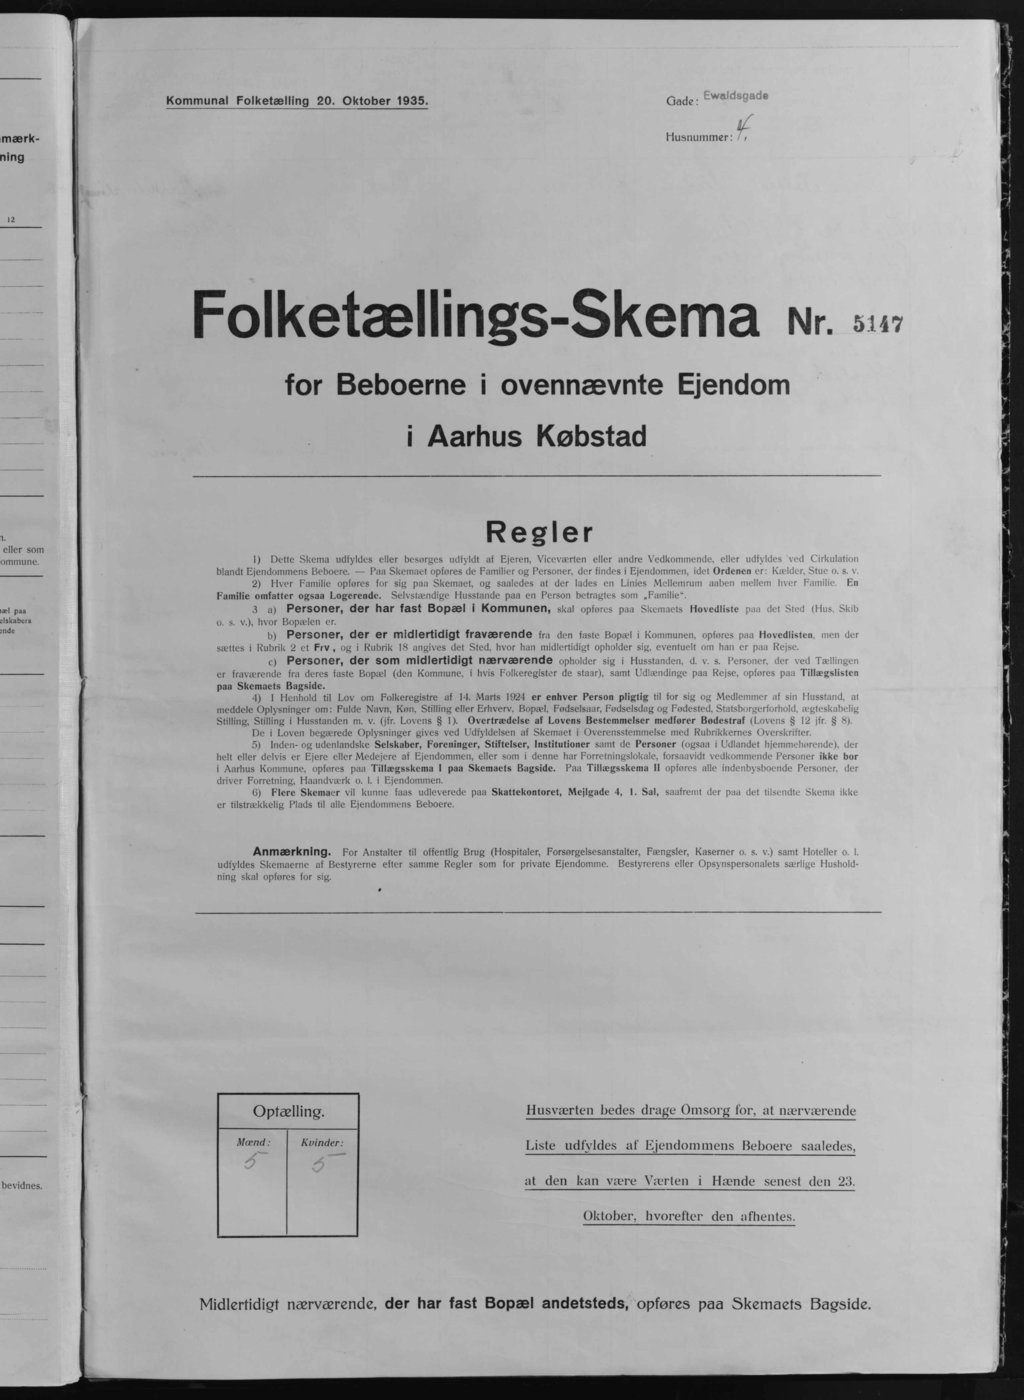 mærk-
ning
12
n.
eller som
ommune.
æl paa
elskabers
ende
bevidnes.
Kommunal Folketælling 20. Oktober 1935.
Gade: Ewaldsgade
Husnummer: 4,
Folketællings-Skema Nr. 5147
for Beboerne i ovennævnte Ejendom
i Aarhus Købstad
Regler
1) Dette Skema udfyldes eller besørges udfyldt af Ejeren, Viceværten eller andre Vedkommende, eller udfyldes ved Cirkulation
blandt Ejendommens Beboere. — Paa Skemaet opføres de Familier og Personer, der findes i Ejendommen, idet Ordenen er: Kælder, Stue o. s. v.
2) Hver Familie opføres for sig paa Skemaet, og saaledes at der lades en Linies Mellemrum aaben mellem hver Familie. En
Familie omfatter ogsaa Logerende. Selvstændige Husstande paa en Person betragtes som „Familie“.
3 a) Personer, der har fast Bopæl i Kommunen, skal opføres paa Skemaets Hovedliste paa det Sted (Hus, Skib
o. s. v.), hvor Bopælen er.
b) Personer, der er midlertidigt fraværende fra den faste Bopæl i Kommunen, opføres paa Hovedlisten, men der
sættes i Rubrik 2 et Frv., og i Rubrik 18 angives det Sted, hvor han midlertidigt opholder sig, eventuelt om han er paa Rejse.
c) Personer, der som midlertidigt nærværende opholder sig i Husstanden, d. v. s. Personer, der ved Tællingen
er fraværende fra deres faste Bopæl (den Kommune, i hvis Folkeregister de staar), samt Udlændinge paa Rejse, opføres paa Tillægslisten
paa Skemaets Bagside.
4) I Henhold til Lov om Folkeregistre af 14. Marts 1924 er enhver Person pligtig til for sig og Medlemmer af sin Husstand, at
meddele Oplysninger om: Fulde Navn, Køn, Stilling eller Erhverv, Bopæl, Fødselsaar, Fødselsdag og Fødested, Statsborgerforhold, ægteskabelig
Stilling, Stilling i Husstanden m. v. (jfr. Lovens § 1). Overtrædelse af Lovens Bestemmelser medfører Bødestraf (Lovens § 12 jfr. § 8).
De i Loven begærede Oplysninger gives ved Udfyldelsen af Skemaet i Overensstemmelse med Rubrikkernes Overskrifter.
5) Inden- og udenlandske Selskaber, Foreninger, Stiftelser, Institutioner samt de Personer (ogsaa i Udlandet hjemmehørende), der
helt eller delvis er Ejere eller Medejere af Ejendommen, eller som i denne har Forretningslokale, forsaavidt vedkommende Personer ikke bor
i Aarhus Kommune, opføres paa Tillægsskema I paa Skemaets Bagside. Paa Tillægsskema II opføres alle indenbysboende Personer, der
driver Forretning, Haandværk o. l. i Ejendommen.
6) Flere Skemaer vil kunne faas udleverede paa Skattekontoret, Mejlgade 4, 1. Sal, saafremt der paa det tilsendte Skema ikke
er tilstrækkelig Plads til alle Ejendommens Beboere.
Anmærkning. For Anstalter til offentlig Brug (Hospitaler, Forsørgelsesanstalter, Fængsler, Kaserner o. s. v.) samt Hoteller o. l.
udfyldes Skemaerne af Bestyrerne efter samme Regler som for private Ejendomme. Bestyrerens eller Opsynspersonalets særlige Hushold-
ning skal opføres for sig.
Optælling.
Mænd: Kvinder:
5 5
Husværten bedes drage Omsorg for, at nærværende
Liste udfyldes af Ejendommens Beboere saaledes,
at den kan være Værten i Hænde senest den 23.
Oktober, hvorefter den afhentes.
Midlertidigt nærværende, der har fast Bopæl andetsteds, opføres paa Skemaets Bagside.